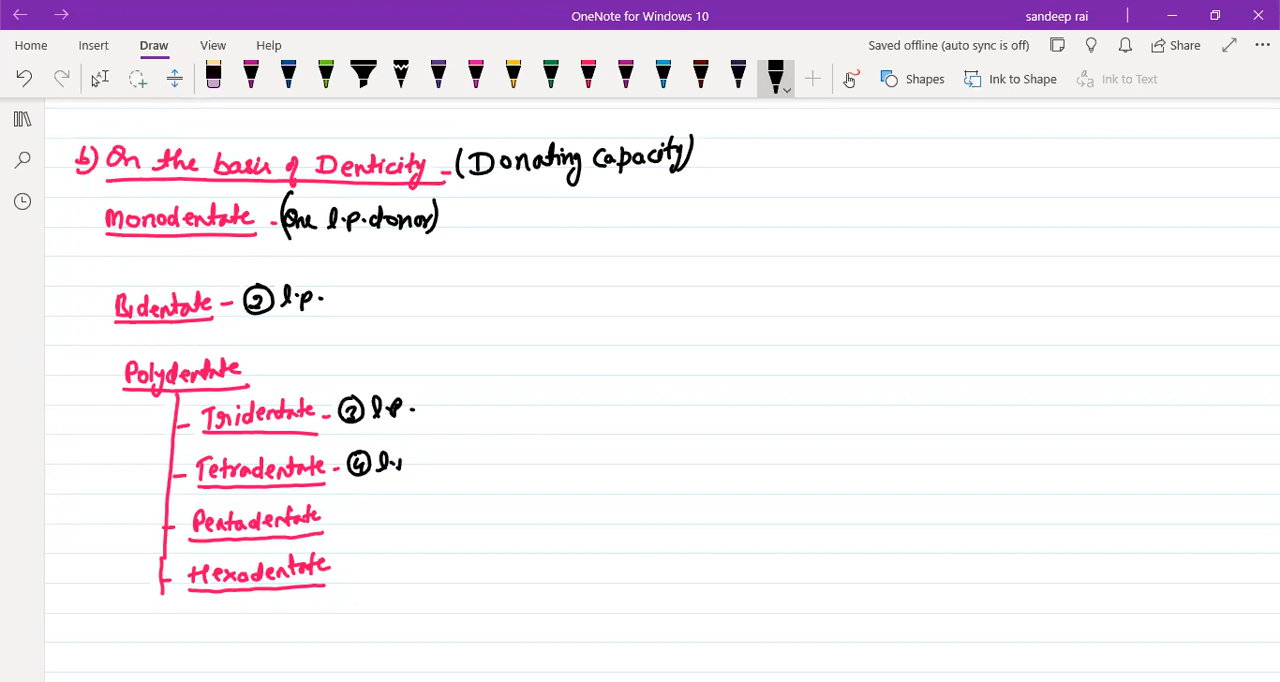 OneNote for Windows 10
sandeep rai
Home Insert Draw View Help
Saved offline (auto sync is off) Share
Shapes Ink to Shape Ink to Text
b) On the basis of Denticity - (Donating capacity)
Monodentate - (One l.p. donor)
Bidentate - 2 l.p.
Polydentate
- Tridentate - 3 l.p.
- Tetradentate - 4 l.
- Pentadentate
- Hexadentate